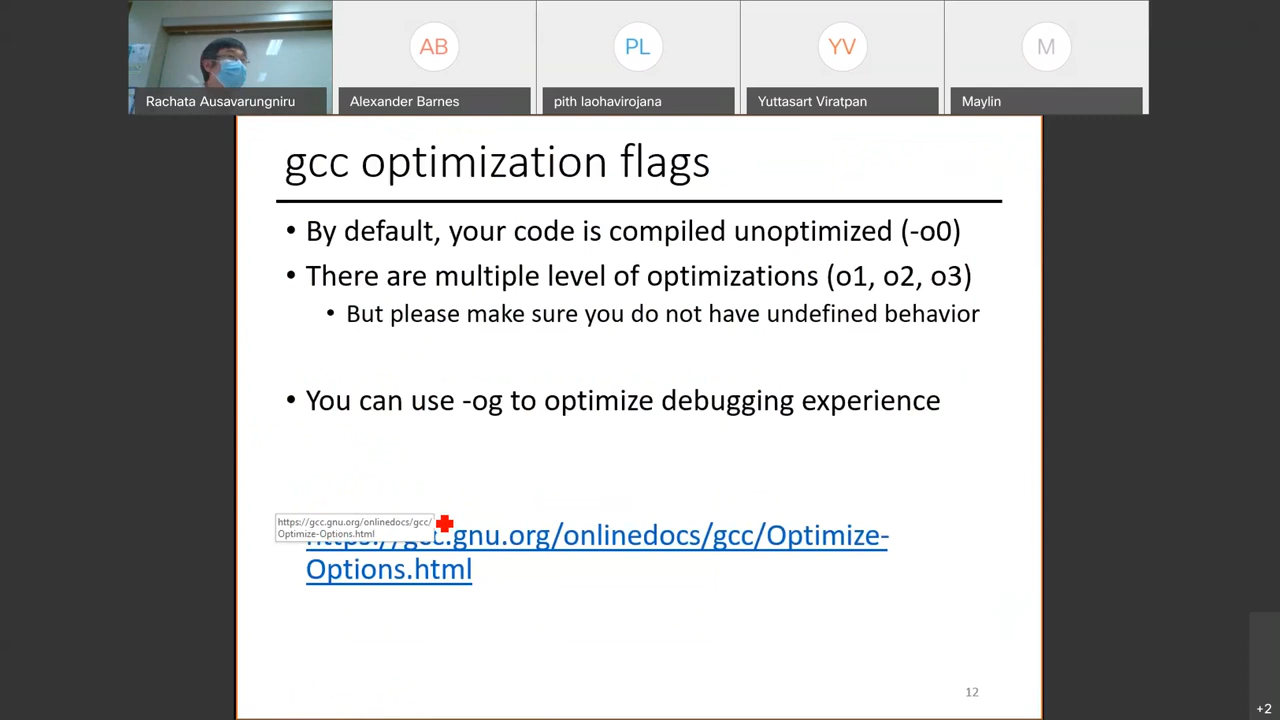 AB
PL
YV
M
Rachata Ausavarungniru
Alexander Barnes
pith laohavirojana
Yuttasart Viratpan
Maylin
gcc optimization flags
• By default, your code is compiled unoptimized (-o0)
• There are multiple level of optimizations (o1, o2, o3)
• But please make sure you do not have undefined behavior
• You can use -og to optimize debugging experience
https://gcc.gnu.org/onlinedocs/gcc/
Optimize-Options.html
https://gcc.gnu.org/onlinedocs/gcc/Optimize-
Options.html
12
+2